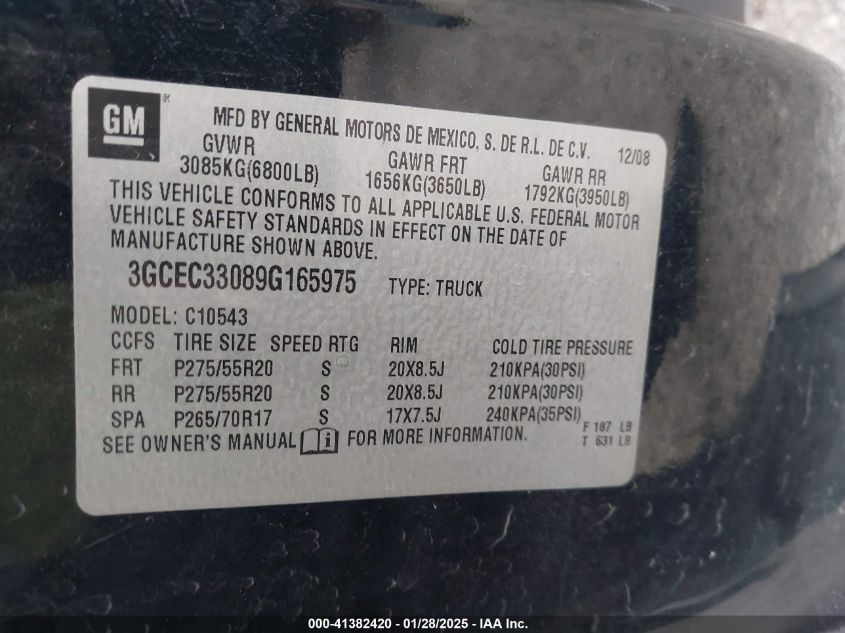 GM ®
MFD BY GENERAL MOTORS DE MEXICO, S. DE R.L. DE C.V. 12/08
GVWR GAWR FRT GAWR RR
3085KG(6800LB) 1656KG(3650LB) 1792KG(3950LB)
THIS VEHICLE CONFORMS TO ALL APPLICABLE U.S. FEDERAL MOTOR
VEHICLE SAFETY STANDARDS IN EFFECT ON THE DATE OF
MANUFACTURE SHOWN ABOVE.
3GCEC33089G165975 TYPE: TRUCK
MODEL: C10543
CCFS TIRE SIZE SPEED RTG RIM COLD TIRE PRESSURE
FRT P275/55R20 S 20X8.5J 210KPA(30PSI)
RR P275/55R20 S 20X8.5J 210KPA(30PSI)
SPA P265/70R17 S 17X7.5J 240KPA(35PSI) F 187 LB
SEE OWNER'S MANUAL i FOR MORE INFORMATION. T 631 LB
000-41382420 - 01/28/2025 - IAA Inc.